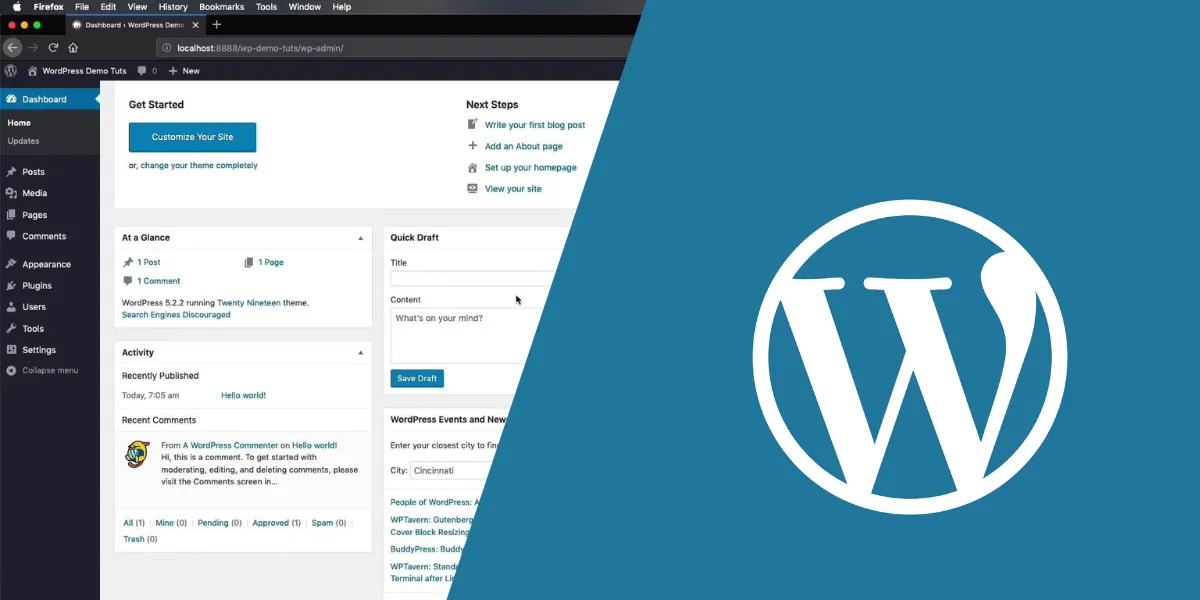 Firefox File Edit View History Bookmarks Tools Window Help
Dashboard ‹ WordPress Demo
localhost:8888/wp-demo-tuts/wp-admin/
WordPress Demo Tuts 0 New
Dashboard
Home
Updates
Posts
Media
Pages
Comments
Appearance
Plugins
Users
Tools
Settings
Collapse menu
Get Started
Customize Your Site
or, change your theme completely
Next Steps
Write your first blog post
Add an About page
Set up your homepage
View your site
At a Glance
1 Post
1 Page
1 Comment
WordPress 5.2.2 running Twenty Nineteen theme.
Search Engines Discouraged
Activity
Recently Published
Today, 7:05 am Hello world!
Recent Comments
From A WordPress Commenter on Hello world!
Hi, this is a comment. To get started with
moderating, editing, and deleting comments, please
visit the Comments screen in…
All (1) | Mine (0) | Pending (0) | Approved (1) | Spam (0) |
Trash (0)
Quick Draft
Title
Content
What's on your mind?
Save Draft
WordPress Events and New
Enter your closest city to
City: Cincinnati
People of WordPress:
WPTavern: Gutenberg
Cover Block Resizing
BuddyPress:
WPTavern:
Terminal after
W